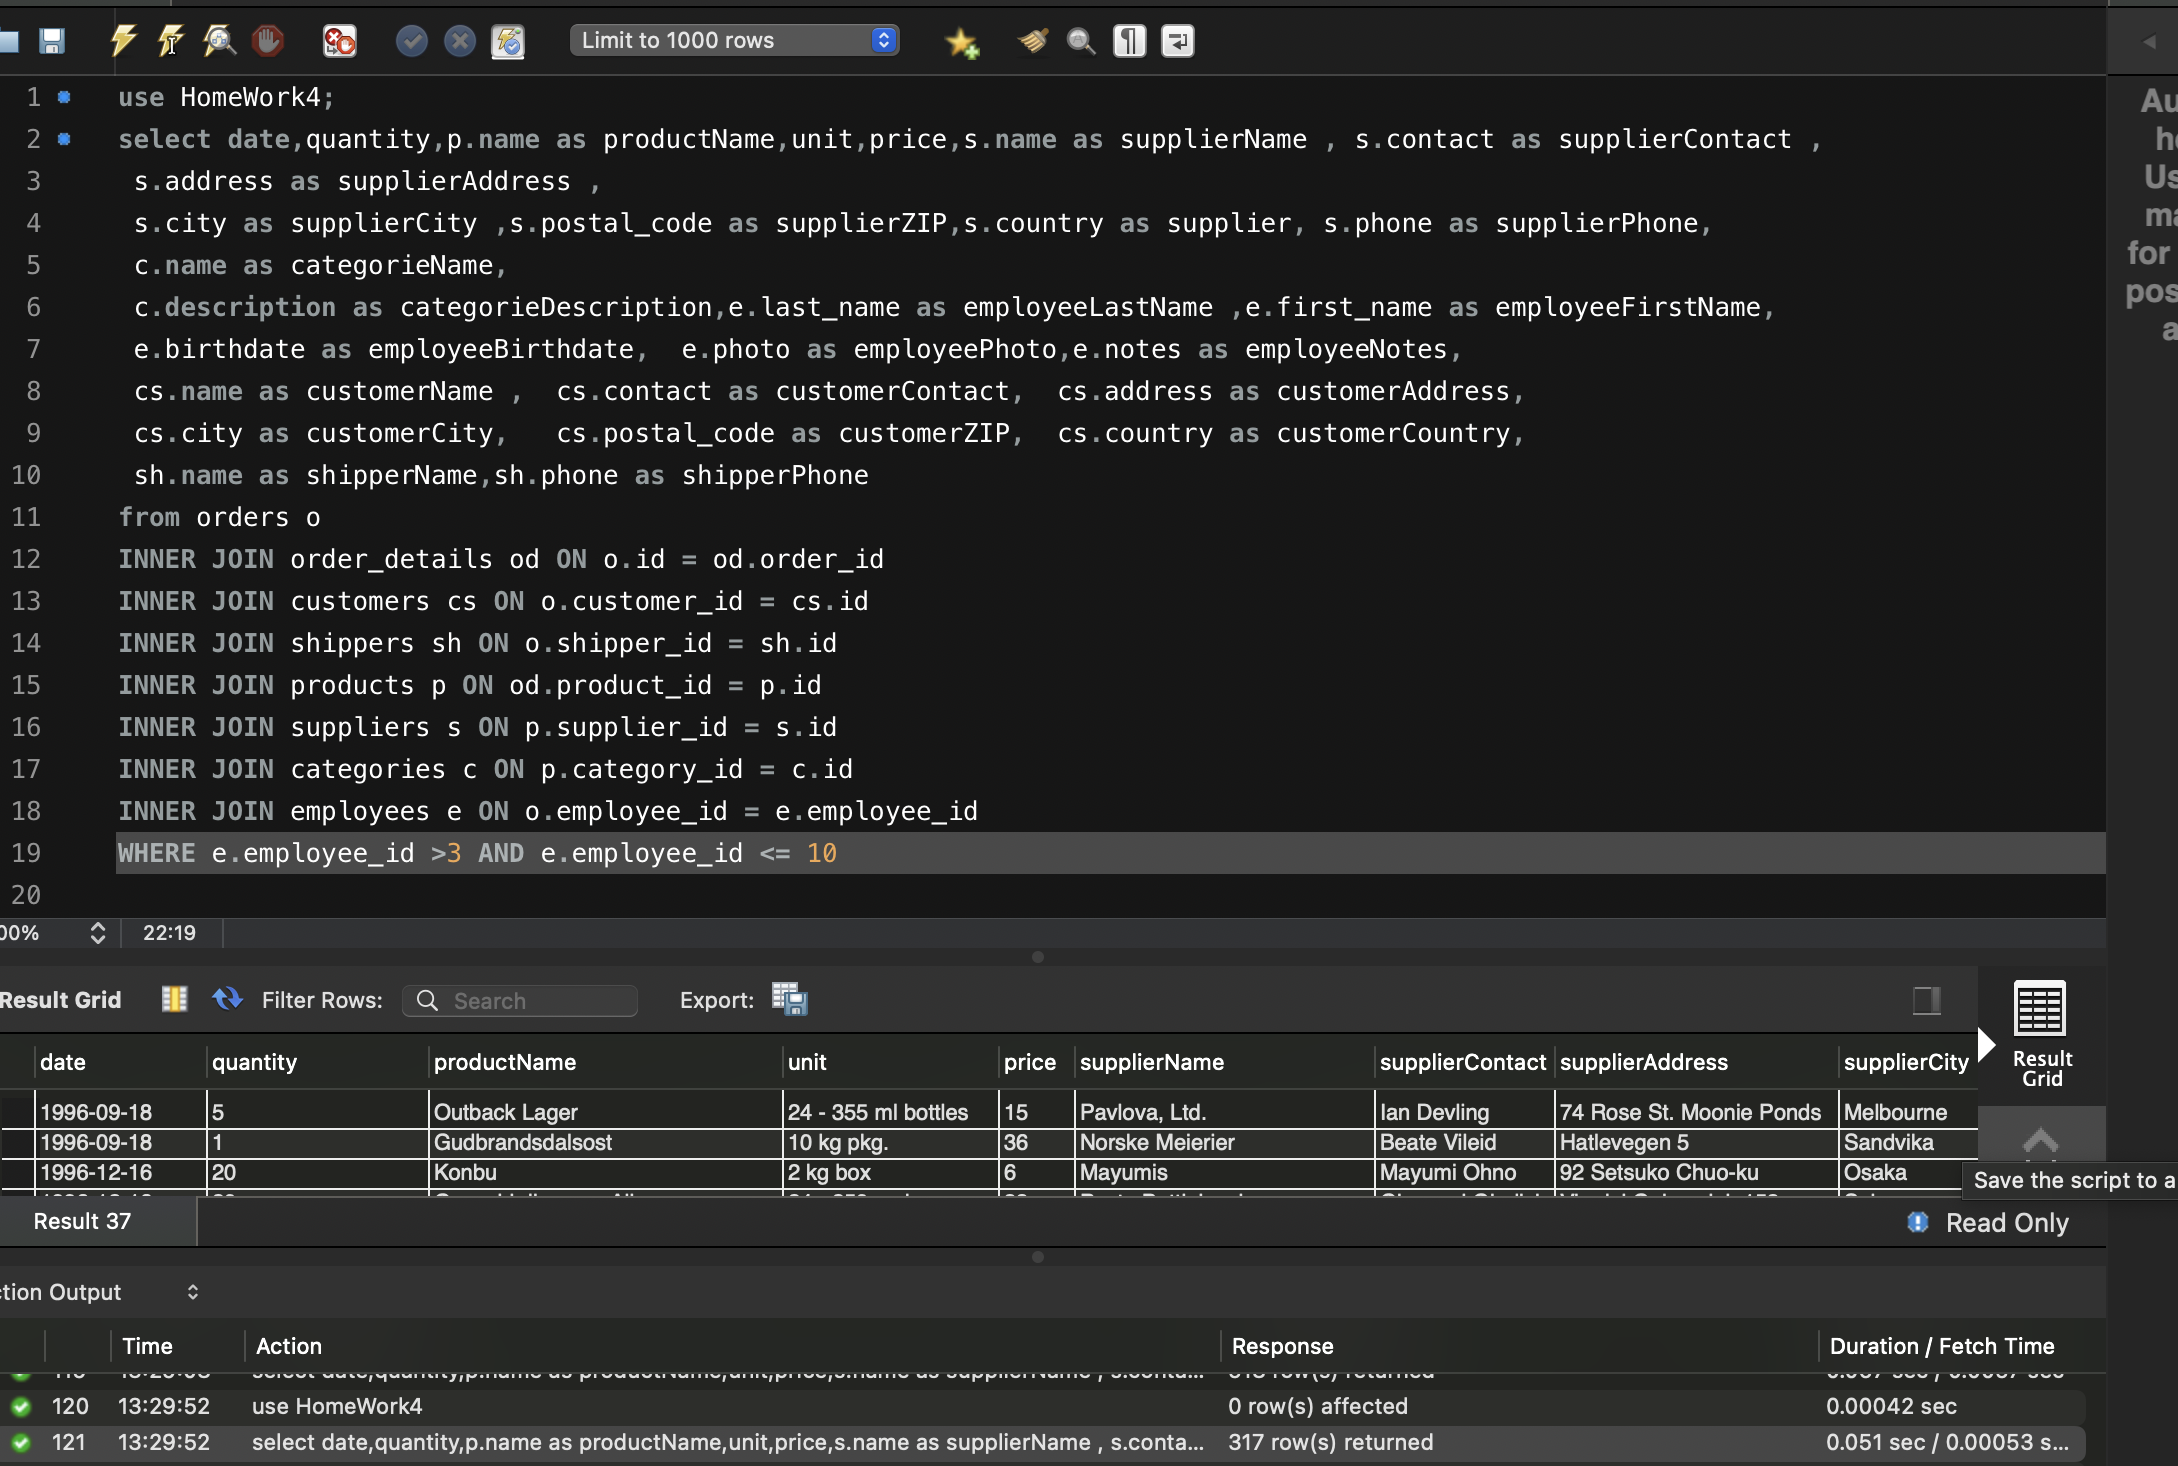 Limit to 1000 rows
1 use HomeWork4;
2 select date,quantity,p.name as productName,unit,price,s.name as supplierName , s.contact as supplierContact ,
3 s.address as supplierAddress ,
4 s.city as supplierCity ,s.postal_code as supplierZIP,s.country as supplier, s.phone as supplierPhone,
5 c.name as categorieName,
6 c.description as categorieDescription,e.last_name as employeeLastName ,e.first_name as employeeFirstName,
7 e.birthdate as employeeBirthdate, e.photo as employeePhoto,e.notes as employeeNotes,
8 cs.name as customerName , cs.contact as customerContact, cs.address as customerAddress,
9 cs.city as customerCity, cs.postal_code as customerZIP, cs.country as customerCountry,
10 sh.name as shipperName,sh.phone as shipperPhone
11 from orders o
12 INNER JOIN order_details od ON o.id = od.order_id
13 INNER JOIN customers cs ON o.customer_id = cs.id
14 INNER JOIN shippers sh ON o.shipper_id = sh.id
15 INNER JOIN products p ON od.product_id = p.id
16 INNER JOIN suppliers s ON p.supplier_id = s.id
17 INNER JOIN categories c ON p.category_id = c.id
18 INNER JOIN employees e ON o.employee_id = e.employee_id
19 WHERE e.employee_id >3 AND e.employee_id <= 10
20
Au
he
Us
ma
for
pos
a
00% 22:19
Result Grid Filter Rows: Search Export:
date quantity productName unit price supplierName supplierContact supplierAddress supplierCity
1996-09-18 5 Outback Lager 24 - 355 ml bottles 15 Pavlova, Ltd. Ian Devling 74 Rose St. Moonie Ponds Melbourne
1996-09-18 1 Gudbrandsdalsost 10 kg pkg. 36 Norske Meierier Beate Vileid Hatlevegen 5 Sandvika
1996-12-16 20 Konbu 2 kg box 6 Mayumis Mayumi Ohno 92 Setsuko Chuo-ku Osaka
Result
Grid
Save the script to a
Result 37 Read Only
ction Output
Time Action Response Duration / Fetch Time
select date,quantity,p.name as productName,unit,price,s.name as supplierName , s.conta...
120 13:29:52 use HomeWork4 0 row(s) affected 0.00042 sec
121 13:29:52 select date,quantity,p.name as productName,unit,price,s.name as supplierName , s.conta... 317 row(s) returned 0.051 sec / 0.00053 s...